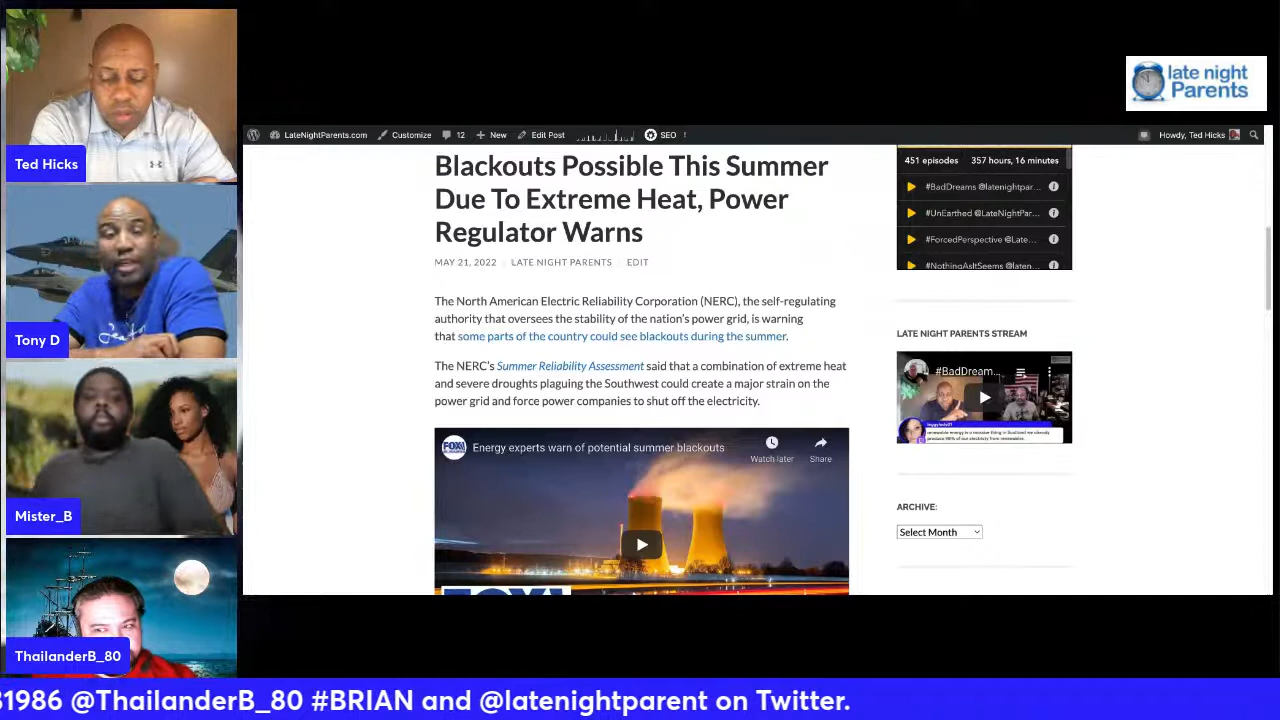 Ted Hicks
Tony D
Mister_B
ThailanderB_80
late night
Parents
LateNightParents.com
Customize
12
New
Edit Post
SEO
!
Howdy, Ted Hicks
Blackouts Possible This Summer
Due To Extreme Heat, Power
Regulator Warns
MAY 21, 2022
LATE NIGHT PARENTS
EDIT
The North American Electric Reliability Corporation (NERC), the self-regulating
authority that oversees the stability of the nation's power grid, is warning
that some parts of the country could see blackouts during the summer.
The NERC's Summer Reliability Assessment said that a combination of extreme heat
and severe droughts plaguing the Southwest could create a major strain on the
power grid and force power companies to shut off the electricity.
Energy experts warn of potential summer blackouts
Watch later
Share
451 episodes
357 hours, 16 minutes
#BadDreams @latenightpar...
#UnEarthed @LateNightPar...
#ForcedPerspective @Late...
#NothingAsItSeems @laten...
LATE NIGHT PARENTS STREAM
#BadDream...
ARCHIVE:
Select Month
1986 @ThailanderB_80 #BRIAN and @latenightparent on Twitter.